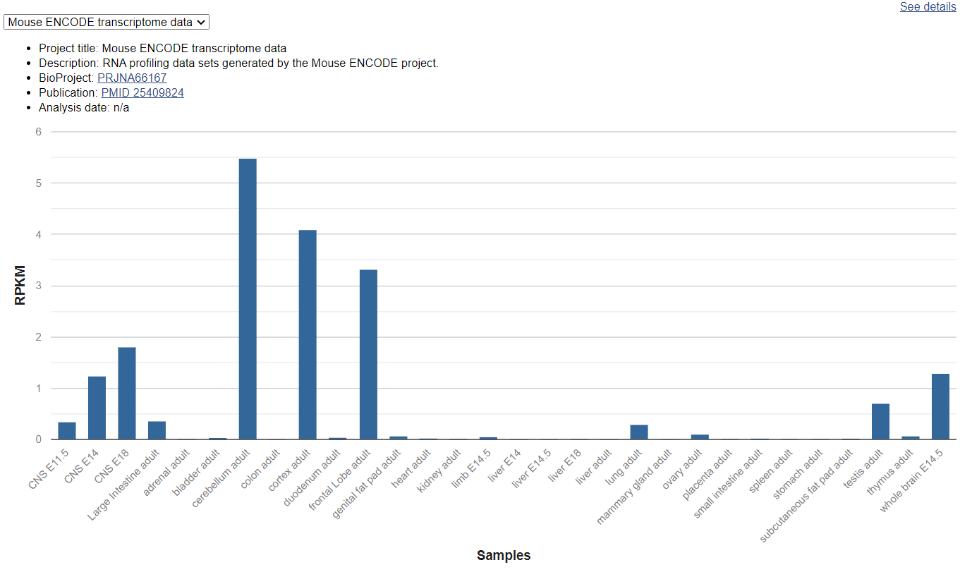 See details
Mouse ENCODE transcriptome data
Project title: Mouse ENCODE transcriptome data
Description: RNA profiling data sets generated by the Mouse ENCODE project.
BioProject: PRJNA66167
Publication: PMID 25409824
Analysis date: n/a
6
5
4
3
2
1
0
RPKM
CNS E11.5
CNS E14
CNS E18
Large Intestine adult
adrenal adult
bladder adult
cerebellum adult
colon adult
cortex adult
duodenum adult
frontal Lobe adult
genital fat pad adult
heart adult
kidney adult
limb E14.5
liver E14
liver E14.5
liver E18
liver adult
lung adult
mammary gland adult
ovary adult
placenta adult
small intestine adult
spleen adult
stomach adult
subcutaneous fat pad adult
testis adult
thymus adult
whole brain E14.5
Samples